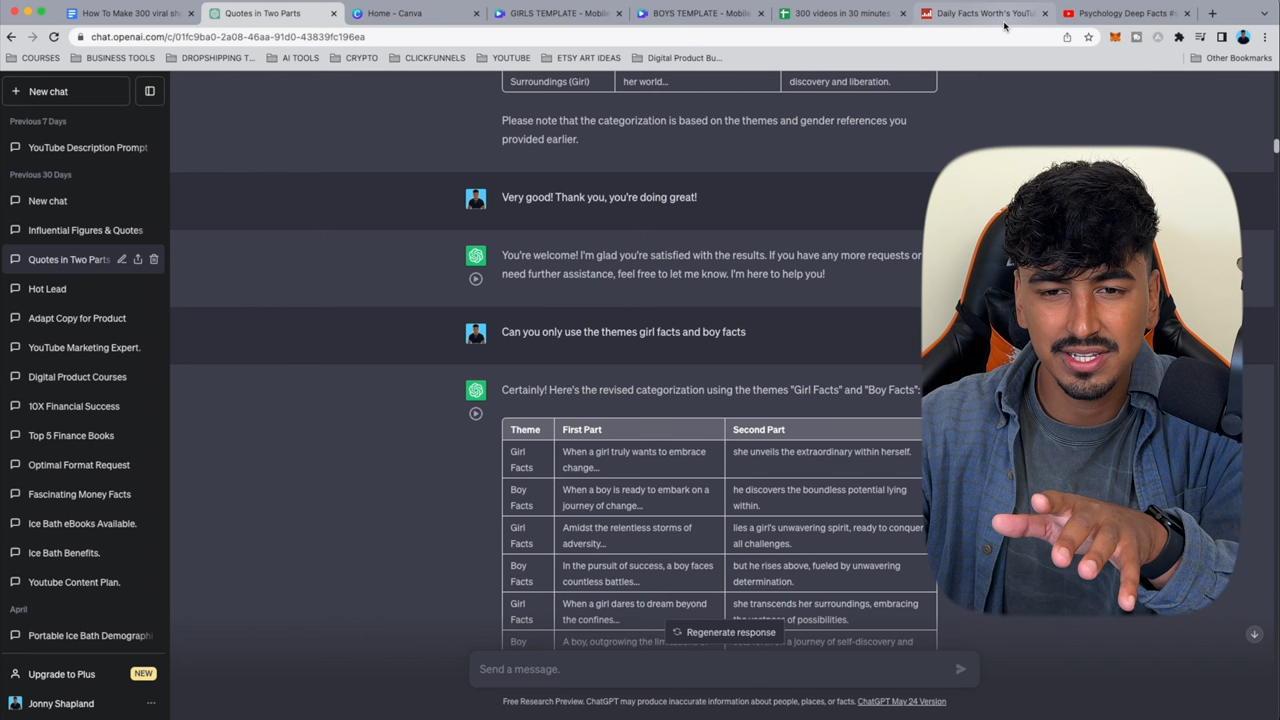 How To Make 300 viral sh
Quotes in Two Parts
Home - Canva
GIRLS TEMPLATE - Mobile
BOYS TEMPLATE - Mobile
300 videos in 30 minutes
Daily Facts Worth's YouTu
Psychology Deep Facts #s
chat.openai.com/c/01fc9ba0-2a08-46aa-91d0-43839fc196ea
COURSES
BUSINESS TOOLS
DROPSHIPPING T...
AI TOOLS
CRYPTO
CLICKFUNNELS
YOUTUBE
ETSY ART IDEAS
Digital Product Bu...
Other Bookmarks
New chat
Previous 7 Days
YouTube Description Prompt
Previous 30 Days
New chat
Influential Figures & Quotes
Quotes in Two Parts
Hot Lead
Adapt Copy for Product
YouTube Marketing Expert.
Digital Product Courses
10X Financial Success
Top 5 Finance Books
Optimal Format Request
Fascinating Money Facts
Ice Bath eBooks Available.
Ice Bath Benefits.
Youtube Content Plan.
April
Portable Ice Bath Demographi
Upgrade to Plus NEW
Jonny Shapland
Surroundings (Girl) her world... discovery and liberation.
Please note that the categorization is based on the themes and gender references you
provided earlier.
Very good! Thank you, you're doing great!
You're welcome! I'm glad you're satisfied with the results. If you have any more requests or
need further assistance, feel free to let me know. I'm here to help you!
Can you only use the themes girl facts and boy facts
Certainly! Here's the revised categorization using the themes "Girl Facts" and "Boy Facts":
Theme First Part Second Part
Girl When a girl truly wants to embrace she unveils the extraordinary within herself.
Facts change...
Boy When a boy is ready to embark on a he discovers the boundless potential lying
Facts journey of change... within.
Girl Amidst the relentless storms of lies a girl's unwavering spirit, ready to conquer
Facts adversity... all challenges.
Boy In the pursuit of success, a boy faces but he rises above, fueled by unwavering
Facts countless battles... determination.
Girl When a girl dares to dream beyond she transcends her surroundings, embracing
Facts the confines... of possibilities.
Regenerate response
Boy A boy, outgrowing the a journey of self-discovery and
Send a message.
Free Research Preview. ChatGPT may produce inaccurate information about people, places, or facts. ChatGPT May 24 Version